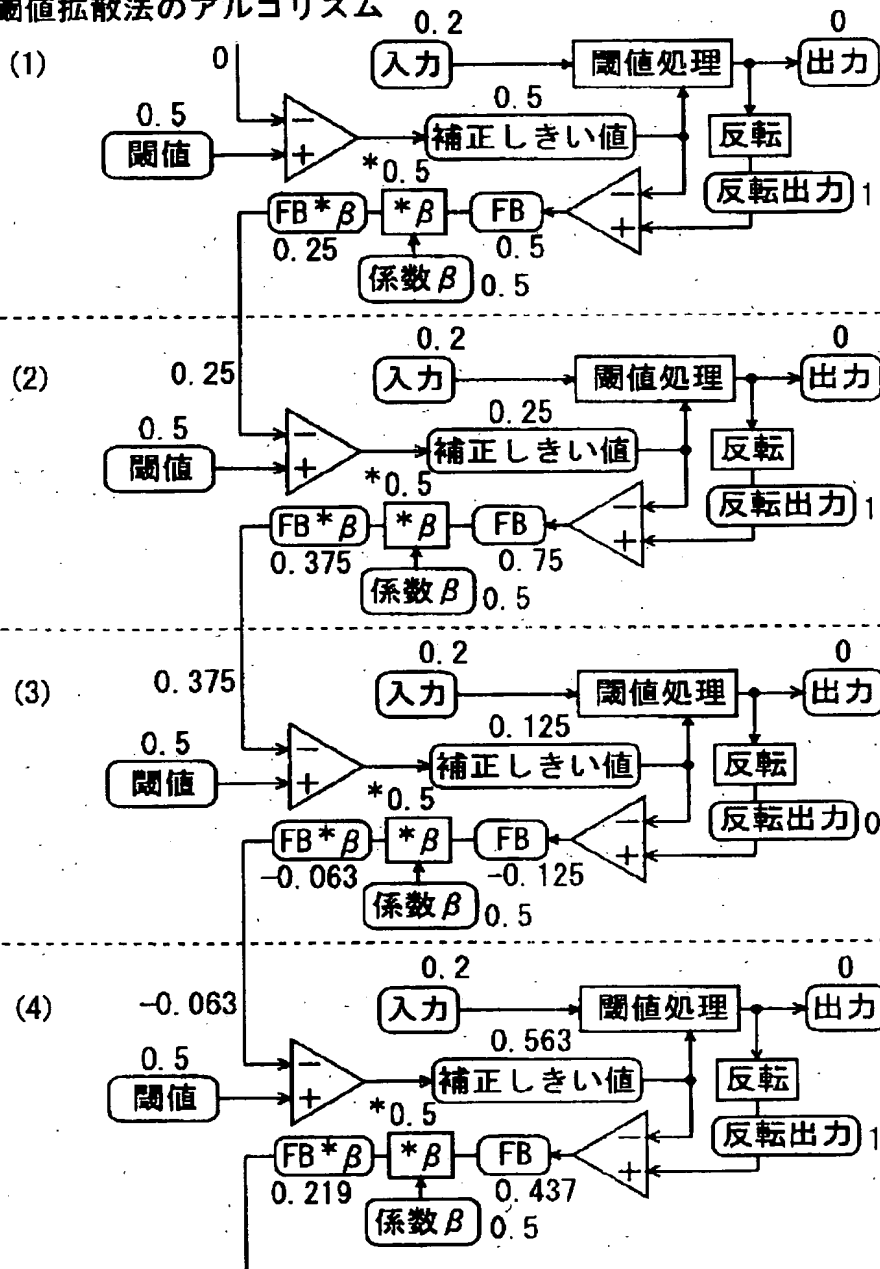 閾値拡散法のアルゴリズム
(1)
0
0.2
入力
閾値処理
0
出力
0.5
閾値
－
＋
0.5
補正しきい値
反転
反転出力 1
*0.5
FB*β
*β
FB
－
＋
0.25
0.5
係数β 0.5
(2)
0.25
0.2
入力
閾値処理
0
出力
0.5
閾値
－
＋
0.25
補正しきい値
反転
反転出力 1
*0.5
FB*β
*β
FB
－
＋
0.375
0.75
係数β 0.5
(3)
0.375
0.2
入力
閾値処理
0
出力
0.5
閾値
－
＋
0.125
補正しきい値
反転
反転出力 0
*0.5
FB*β
*β
FB
－
＋
-0.063
-0.125
係数β 0.5
(4)
-0.063
0.2
入力
閾値処理
0
出力
0.5
閾値
－
＋
0.563
補正しきい値
反転
反転出力 1
*0.5
FB*β
*β
FB
－
＋
0.219
0.437
係数β 0.5